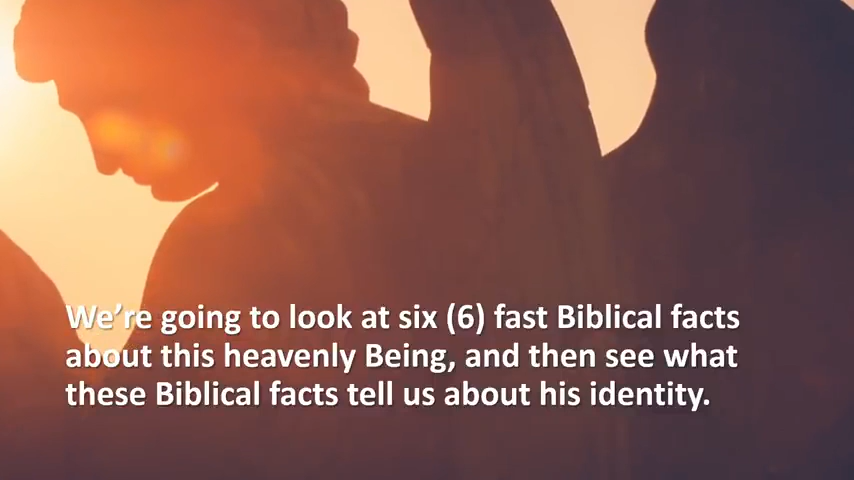 We’re going to look at six (6) fast Biblical facts
about this heavenly Being, and then see what
these Biblical facts tell us about his identity.